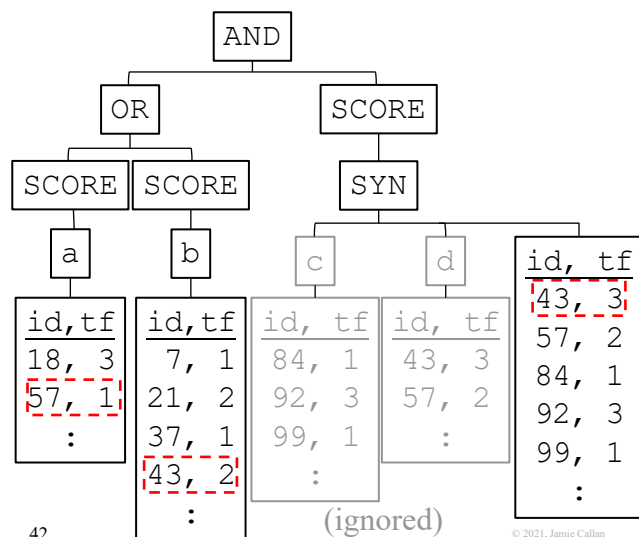 AND
OR SCORE
SCORE SCORE SYN
a b c d
id, tf
43, 3
57, 2
84, 1
92, 3
99, 1
:
id,tf
18, 3
57, 1
:
id,tf
7, 1
21, 2
37, 1
43, 2
:
id, tf
84, 1
92, 3
99, 1
:
id, tf
43, 3
57, 2
:
(ignored)
42
© 2021, Jamie Callan